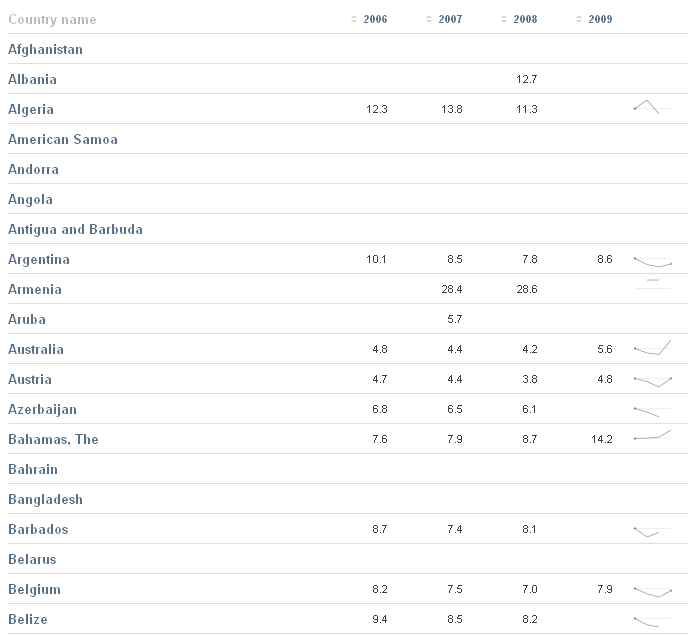 Country name 2006 2007 2008 2009
Afghanistan
Albania 12.7
Algeria 12.3 13.8 11.3
American Samoa
Andorra
Angola
Antigua and Barbuda
Argentina 10.1 8.5 7.8 8.6
Armenia 28.4 28.6
Aruba 5.7
Australia 4.8 4.4 4.2 5.6
Austria 4.7 4.4 3.8 4.8
Azerbaijan 6.8 6.5 6.1
Bahamas, The 7.6 7.9 8.7 14.2
Bahrain
Bangladesh
Barbados 8.7 7.4 8.1
Belarus
Belgium 8.2 7.5 7.0 7.9
Belize 9.4 8.5 8.2